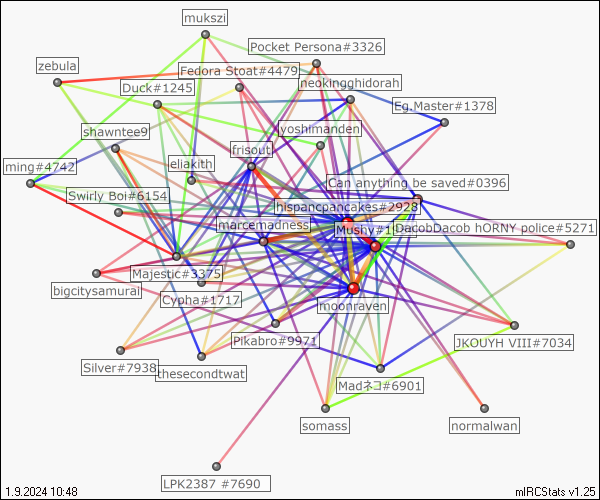 mukszi
Pocket Persona#3326
zebula
Fedora Stoat#4479
neokingghidorah
Duck#1245
Eg.Master#1378
shawntee9
yoshimanden
frisout
ming#4742
eliakith
Can anything be saved#0396
Swirly Boi#6154
hispancpancakes#2928
marcemadness
Mushy#1
DacobDacob hORNY police#5271
Majestic#3375
bigcitysamurai
Cypha#1717
moonraven
Pikabro#9971
JKOUYH VIII#7034
Silver#7938
thesecondtwat
Madネコ#6901
somass
normalwan
LPK2387 #7690
1.9.2024 10:48
mIRCStats v1.25